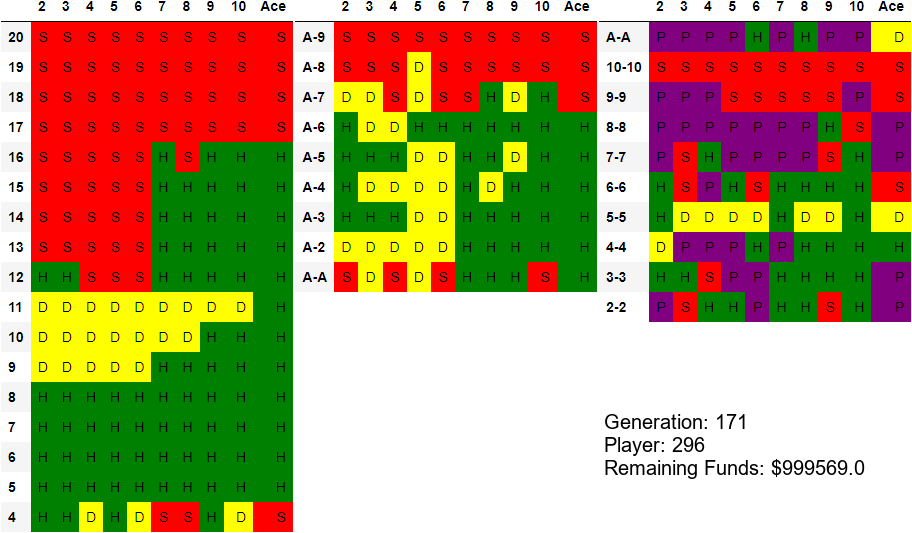 2 3 4 5 6 7 8 9 10 Ace
20 S S S S S S S S S S
19 S S S S S S S S S S
18 S S S S S S S S S S
17 S S S S S S S S S S
16 S S S S S H S H H H
15 S S S S S H H H H H
14 S S S S S H H H H H
13 S S S S S H H H H H
12 H H S S S H H H H H
11 D D D D D D D D D H
10 D D D D D D D H H H
9 D D D D D H H H H H
8 H H H H H H H H H H
7 H H H H H H H H H H
6 H H H H H H H H H H
5 H H H H H H H H H H
4 H H D H D S S H D S
2 3 4 5 6 7 8 9 10 Ace
A-9 S S S S S S S S S S
A-8 S S S D S S S S S S
A-7 D D S D S S H D H S
A-6 H D D H H H H H H H
A-5 H H H D D H H D H H
A-4 H D D D D H D H H H
A-3 H H H D D H H H H H
A-2 D D D D D H H H H H
A-A S D S D S H H H S H
2 3 4 5 6 7 8 9 10 Ace
A-A P P P P H P H P P D
10-10 S S S S S S S S S S
9-9 P P P S S S S S P S
8-8 P P P P P P P H S P
7-7 P S H P P P P S H P
6-6 H S P H S H H H H S
5-5 H D D D D H D D H D
4-4 D P P P H P H H H H
3-3 H H S P P H H H H P
2-2 P S H H P H H S H P
Generation: 171
Player: 296
Remaining Funds: $999569.0